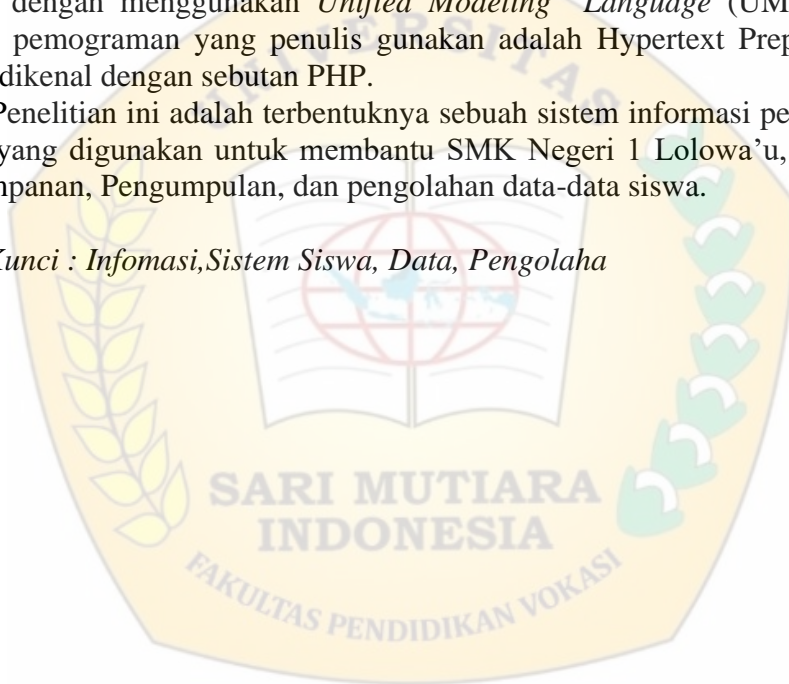 dengan menggunakan Unified Modeling Language (UM
pemograman yang penulis gunakan adalah Hypertext Prep
dikenal dengan sebutan PHP.
Penelitian ini adalah terbentuknya sebuah sistem informasi pe
yang digunakan untuk membantu SMK Negeri 1 Lolowa’u,
npanan, Pengumpulan, dan pengolahan data-data siswa.
Kunci : Infomasi,Sistem Siswa, Data, Pengolaha
UNIVERSITAS
SARI MUTIARA
INDONESIA
FAKULTAS PENDIDIKAN VOKASI